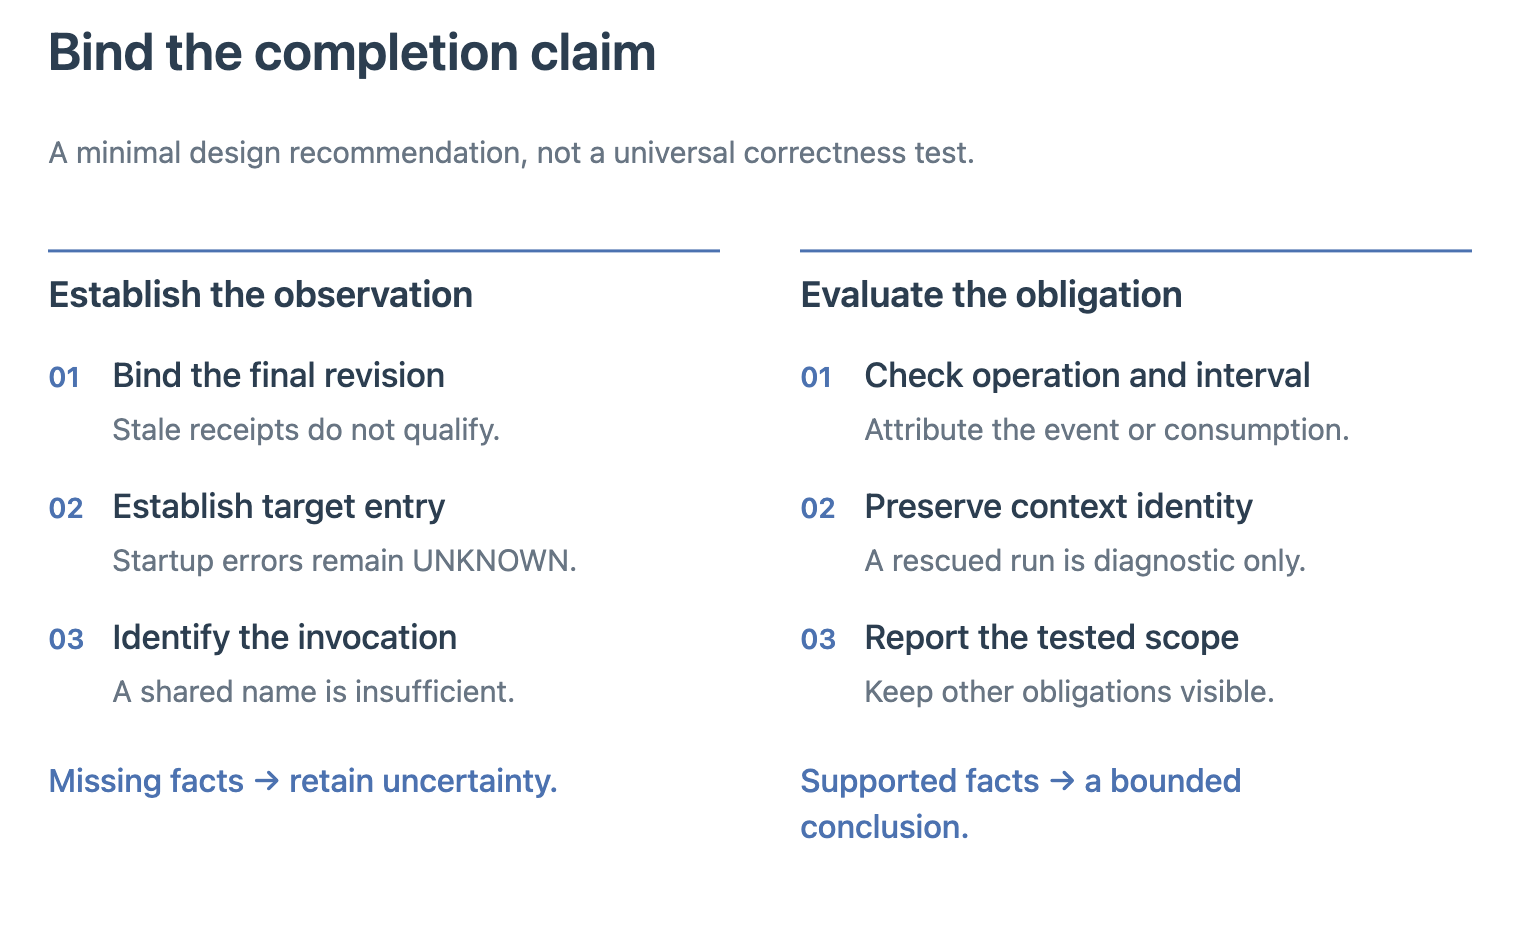 Bind the completion claim
A minimal design recommendation, not a universal correctness test.
Establish the observation
01 Bind the final revision
Stale receipts do not qualify.
02 Establish target entry
Startup errors remain UNKNOWN.
03 Identify the invocation
A shared name is insufficient.
Missing facts → retain uncertainty.
Evaluate the obligation
01 Check operation and interval
Attribute the event or consumption.
02 Preserve context identity
A rescued run is diagnostic only.
03 Report the tested scope
Keep other obligations visible.
Supported facts → a bounded
conclusion.